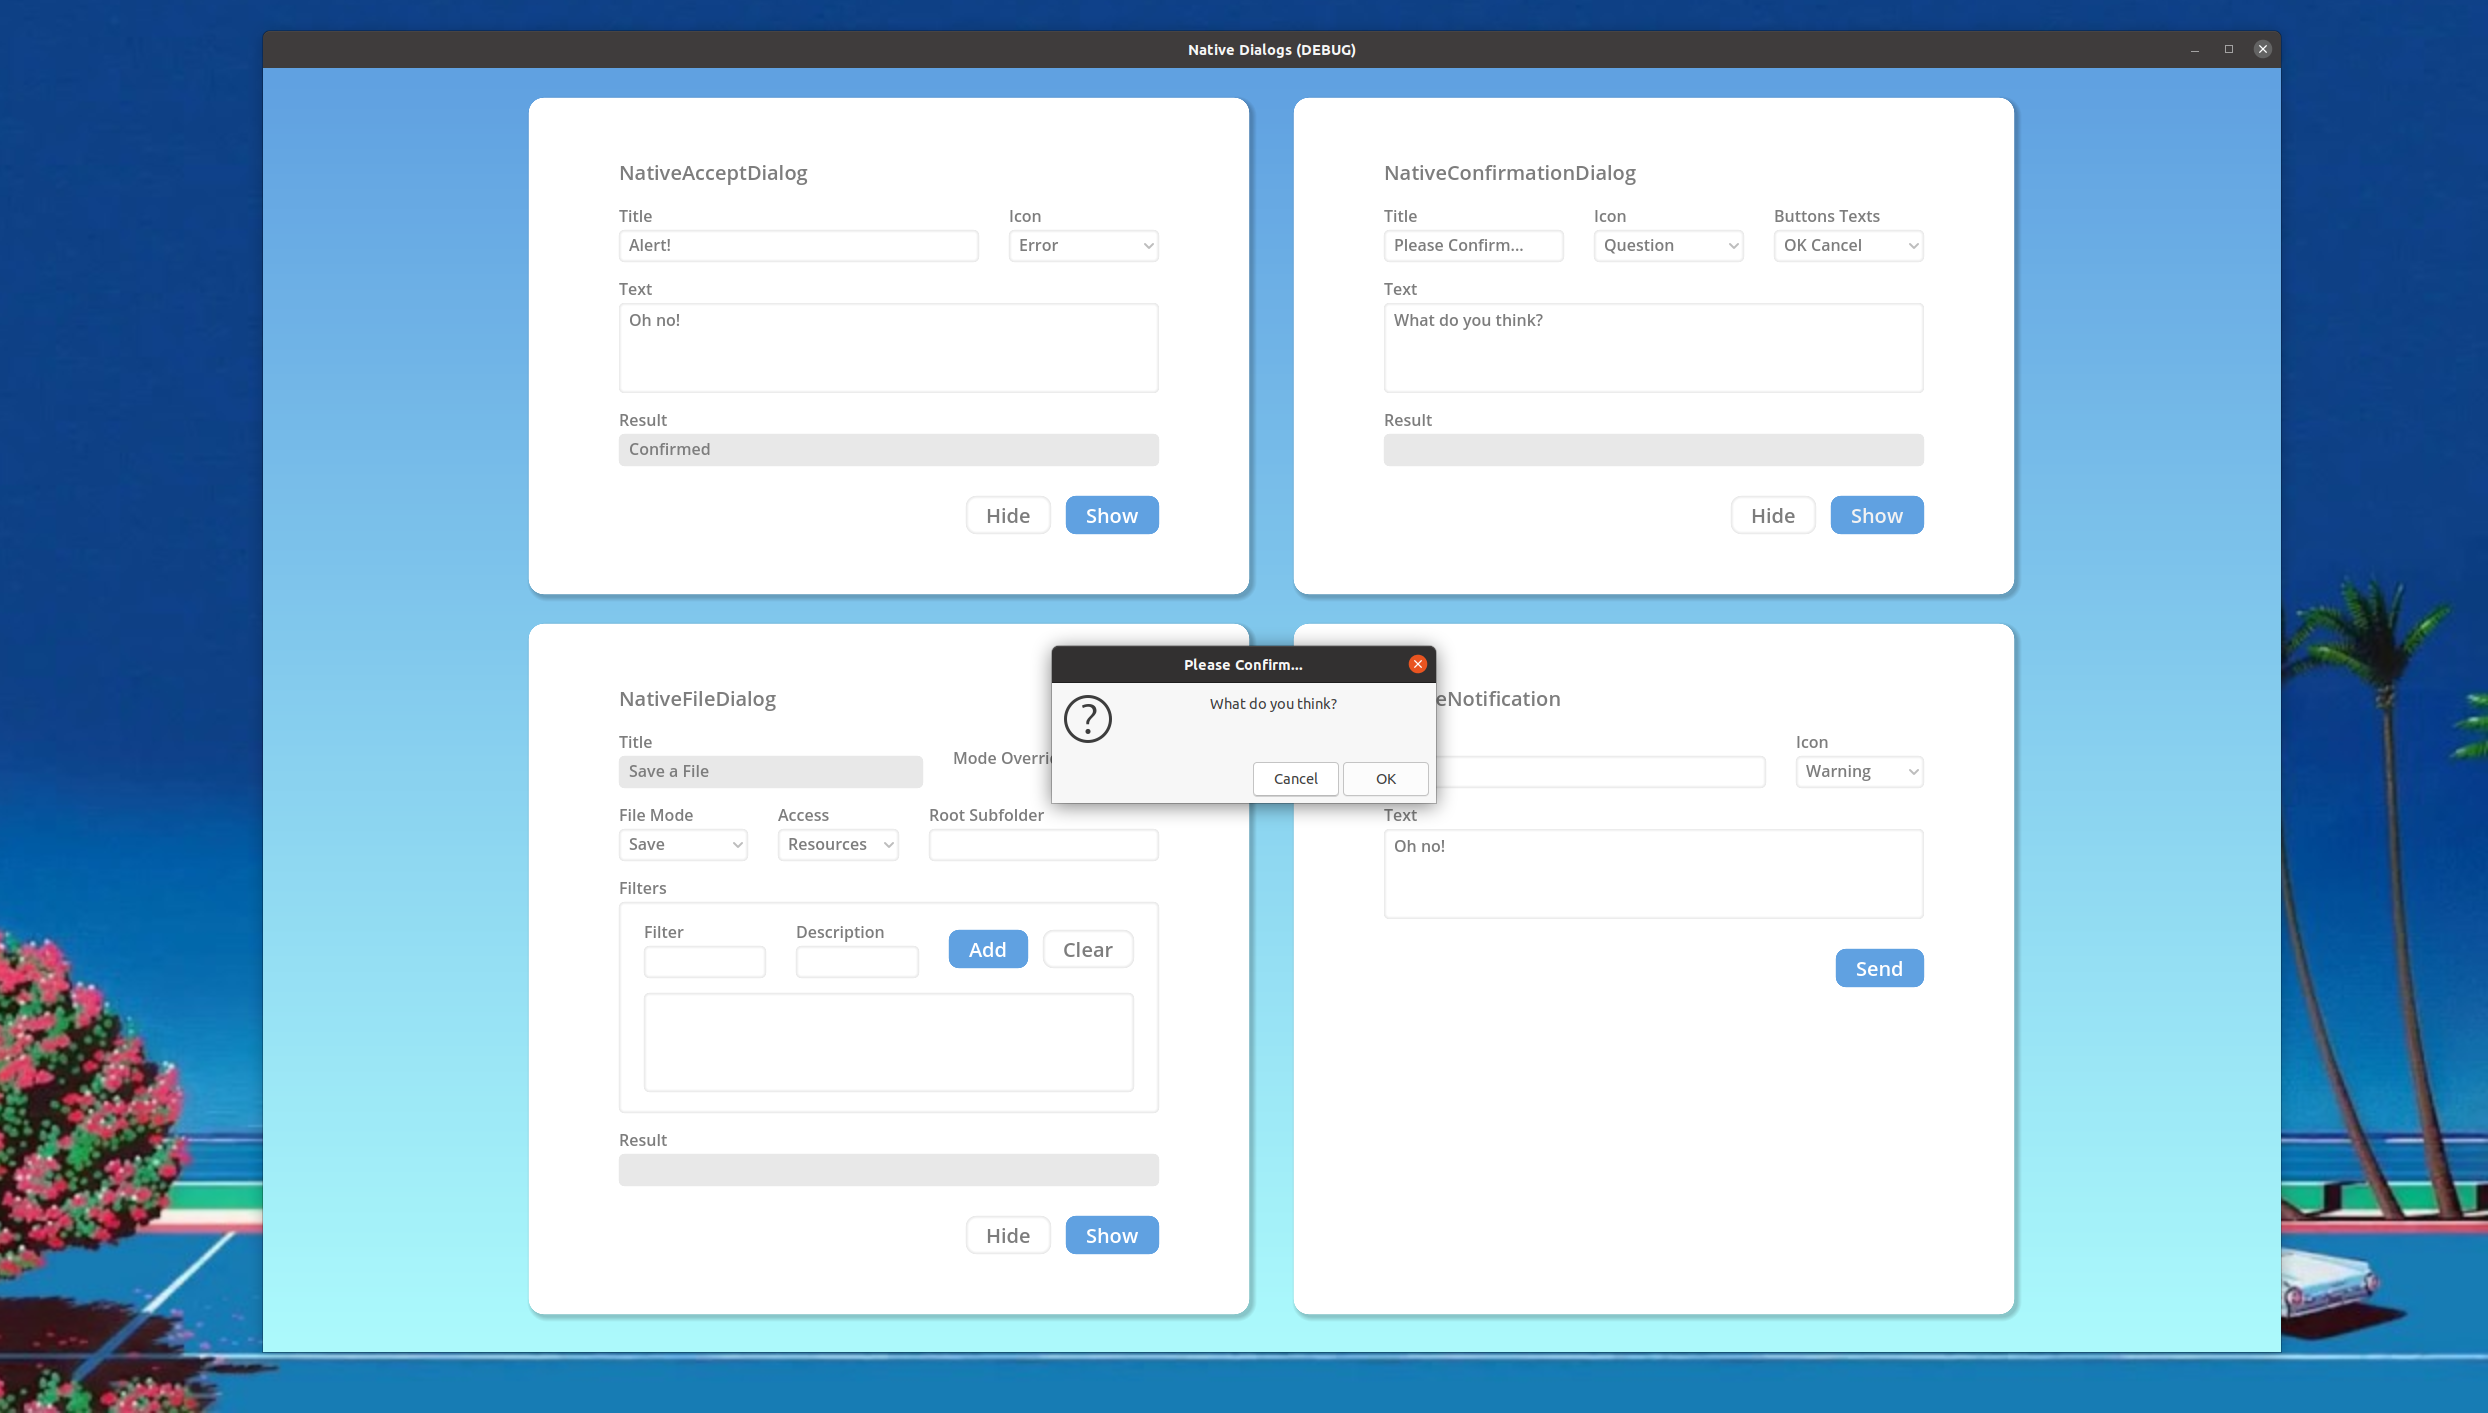 Native Dialogs (DEBUG)
NativeAcceptDialog
Title
Icon
Alert!
Error
Text
Oh no!
Result
Confirmed
Hide
Show
NativeConfirmationDialog
Title
Icon
Buttons Texts
Please Confirm...
Question
OK Cancel
Text
What do you think?
Result
Hide
Show
NativeFileDialog
Title
Save a File
Mode Overri
File Mode
Access
Root Subfolder
Save
Resources
Filters
Filter
Description
Add
Clear
Result
Hide
Show
Please Confirm...
What do you think?
Cancel
OK
eNotification
Icon
Warning
Text
Oh no!
Send